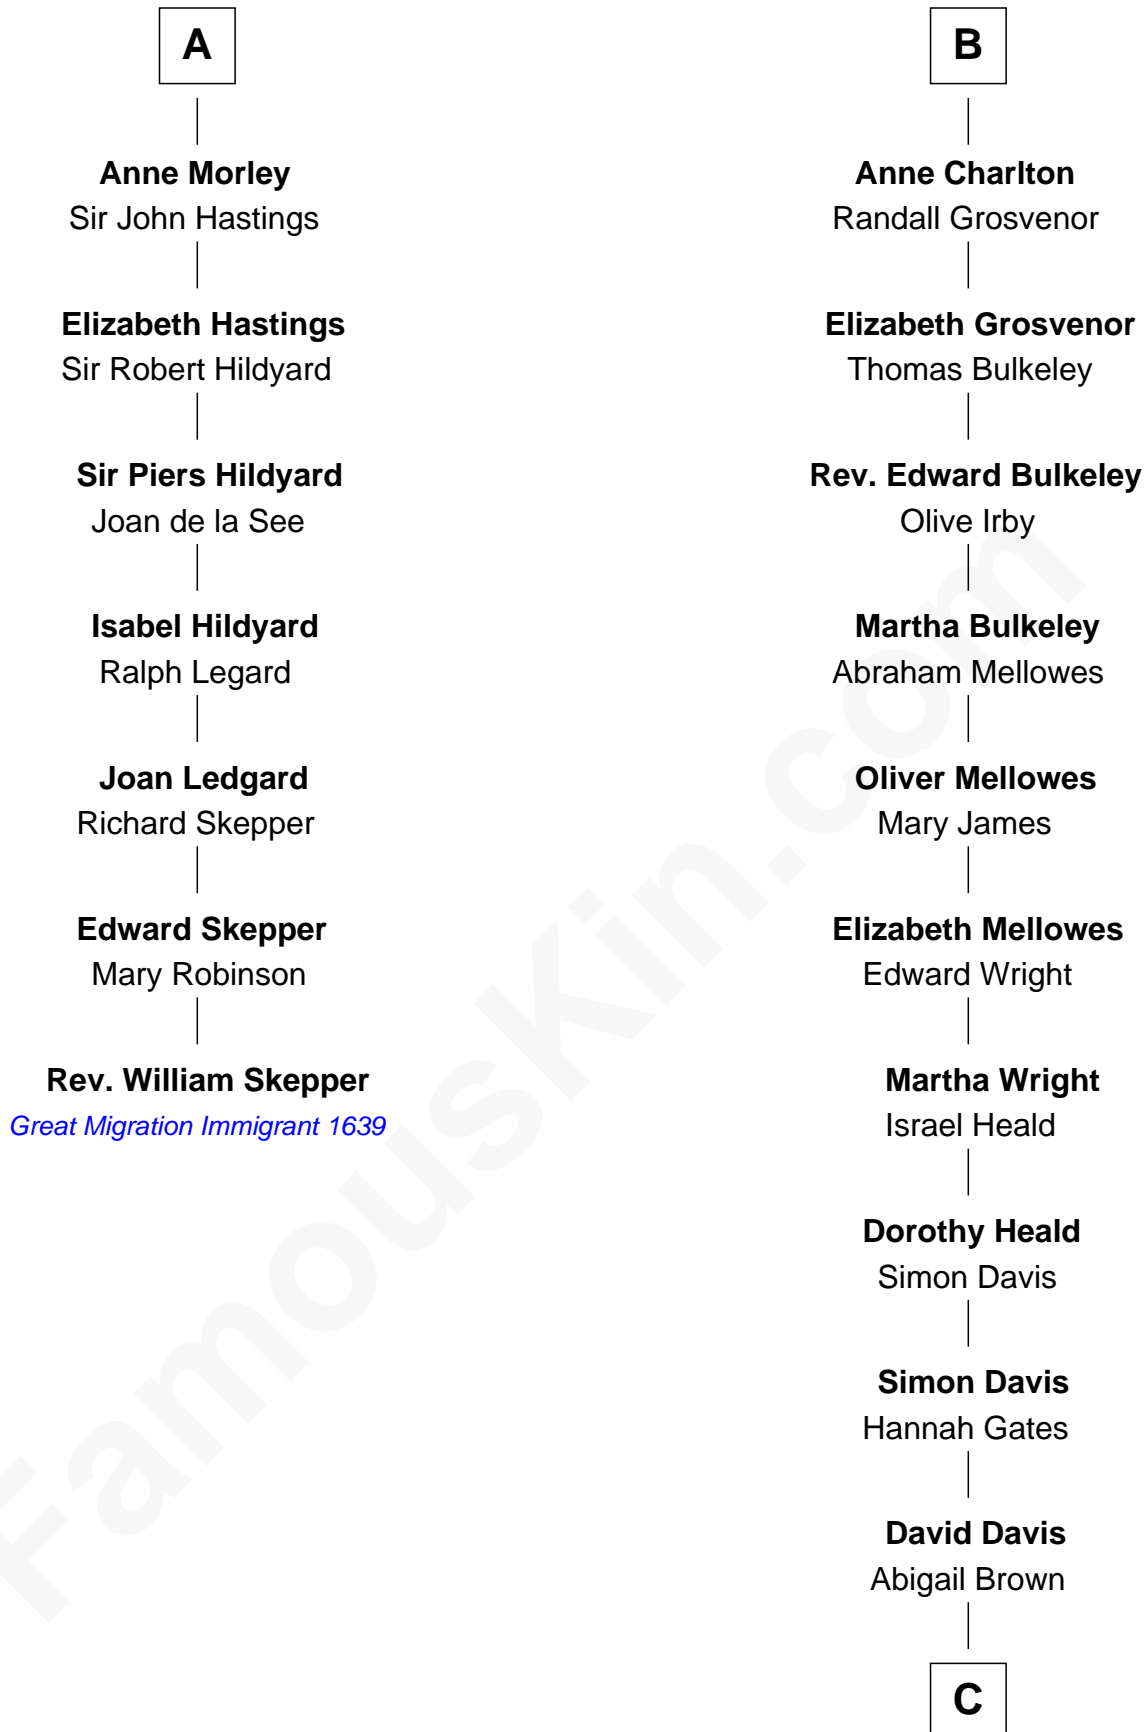 A
Anne Morley
Sir John Hastings
Elizabeth Hastings
Sir Robert Hildyard
Sir Piers Hildyard
Joan de la See
Isabel Hildyard
Ralph Legard
Joan Ledgard
Richard Skepper
Edward Skepper
Mary Robinson
Rev. William Skepper
Great Migration Immigrant 1639
B
Anne Charlton
Randall Grosvenor
Elizabeth Grosvenor
Thomas Bulkeley
Rev. Edward Bulkeley
Olive Irby
Martha Bulkeley
Abraham Mellowes
Oliver Mellowes
Mary James
Elizabeth Mellowes
Edward Wright
Martha Wright
Israel Heald
Dorothy Heald
Simon Davis
Simon Davis
Hannah Gates
David Davis
Abigail Brown
C
FamousKin.com